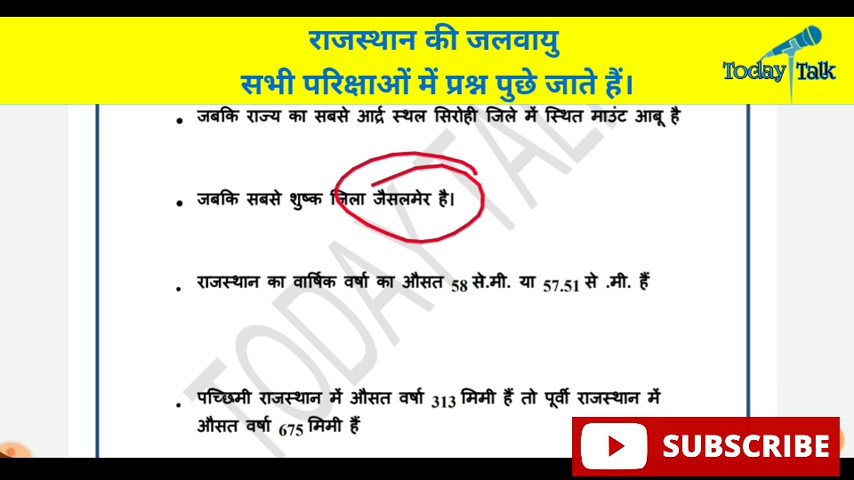 राजस्थान की जलवायु
सभी परिक्षाओं में प्रश्न पुछे जाते हैं।
Today Talk
जबकि राज्य का सबसे आर्द्र स्थल सिरोही जिले में स्थित माउंट आबू है
जबकि सबसे शुष्क जिला जैसलमेर है।
राजस्थान का वार्षिक वर्षा का औसत 58 से.मी. या 57.51 से .मी. हैं
पच्छिमी राजस्थान में औसत वर्षा 313 मिमी हैं तो पूर्वी राजस्थान में
औसत वर्षा 675 मिमी हैं
TODAY TALK
SUBSCRIBE